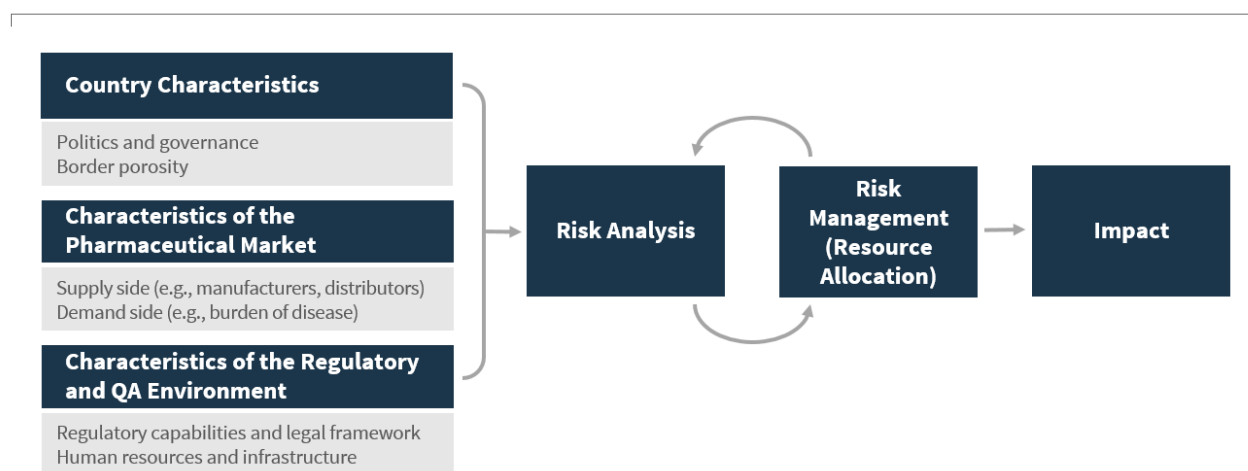 Country Characteristics
Politics and governance
Border porosity
Characteristics of the
Pharmaceutical Market
Supply side (e.g., manufacturers, distributors)
Demand side (e.g., burden of disease)
Characteristics of the Regulatory
and QA Environment
Regulatory capabilities and legal framework
Human resources and infrastructure
Risk Analysis
Risk
Management
(Resource
Allocation)
Impact